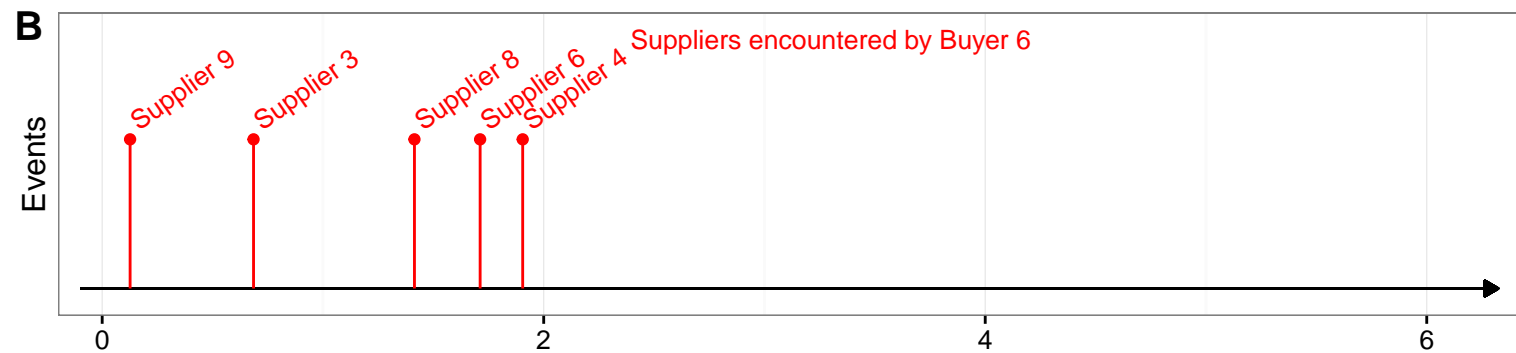 B
Suppliers encountered by Buyer 6
Supplier 9
Supplier 3
Supplier 8
Supplier 6
Supplier 4
Events
0
2
4
6